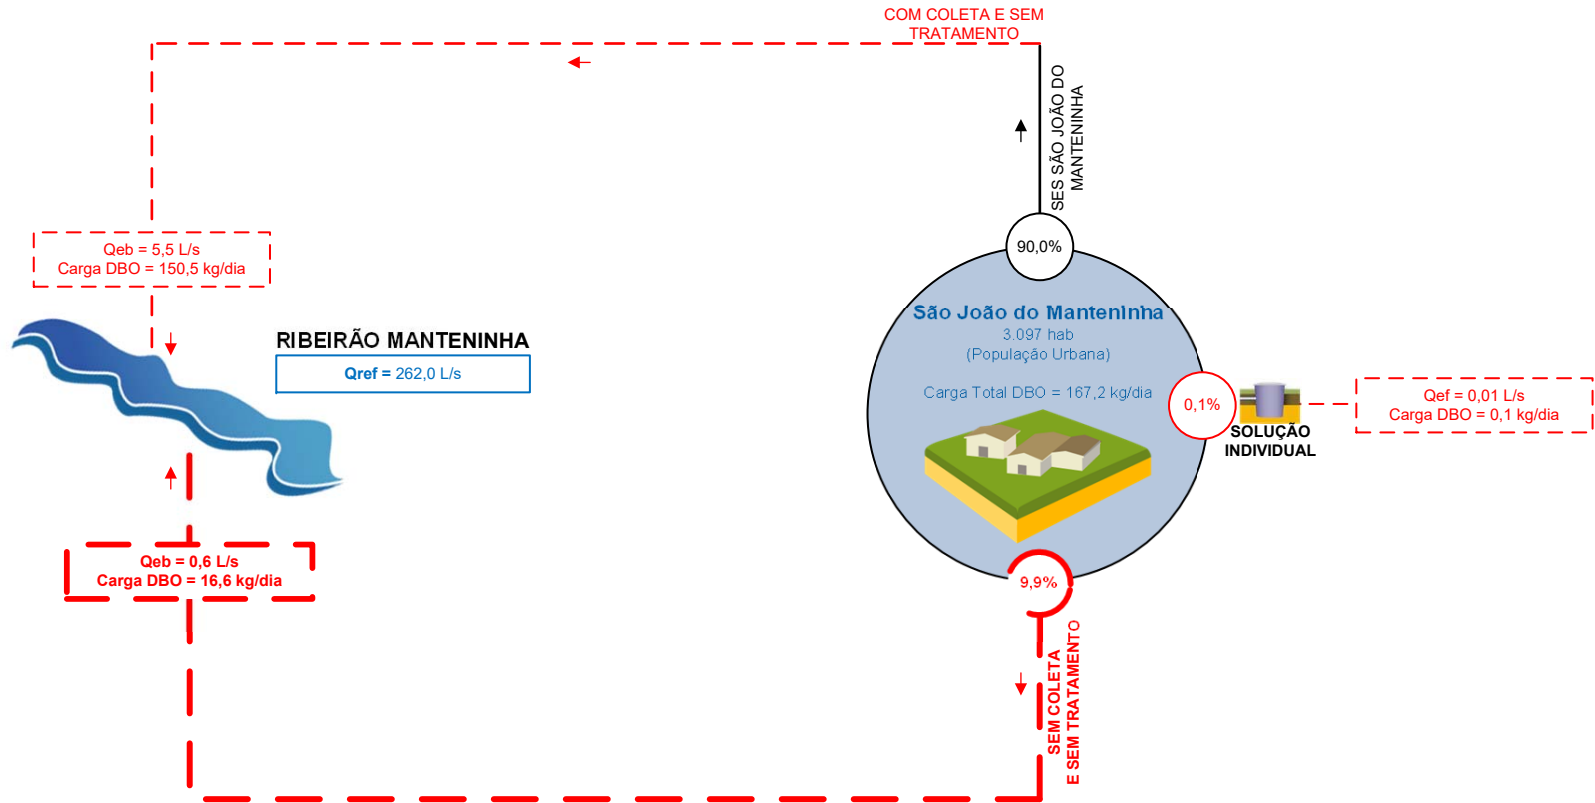 COM COLETA E SEM
TRATAMENTO
SES SÃO JOÃO DO
MANTENINHA
90,0%
Qeb = 5,5 L/s
Carga DBO = 150,5 kg/dia
RIBEIRÃO MANTENINHA
Qref = 262,0 L/s
São João do Manteninha
3.097 hab
(População Urbana)
Carga Total DBO = 167,2 kg/dia
0,1%
SOLUÇÃO
INDIVIDUAL
Qef = 0,01 L/s
Carga DBO = 0,1 kg/dia
Qeb = 0,6 L/s
Carga DBO = 16,6 kg/dia
9,9%
SEM COLETA
E SEM TRATAMENTO